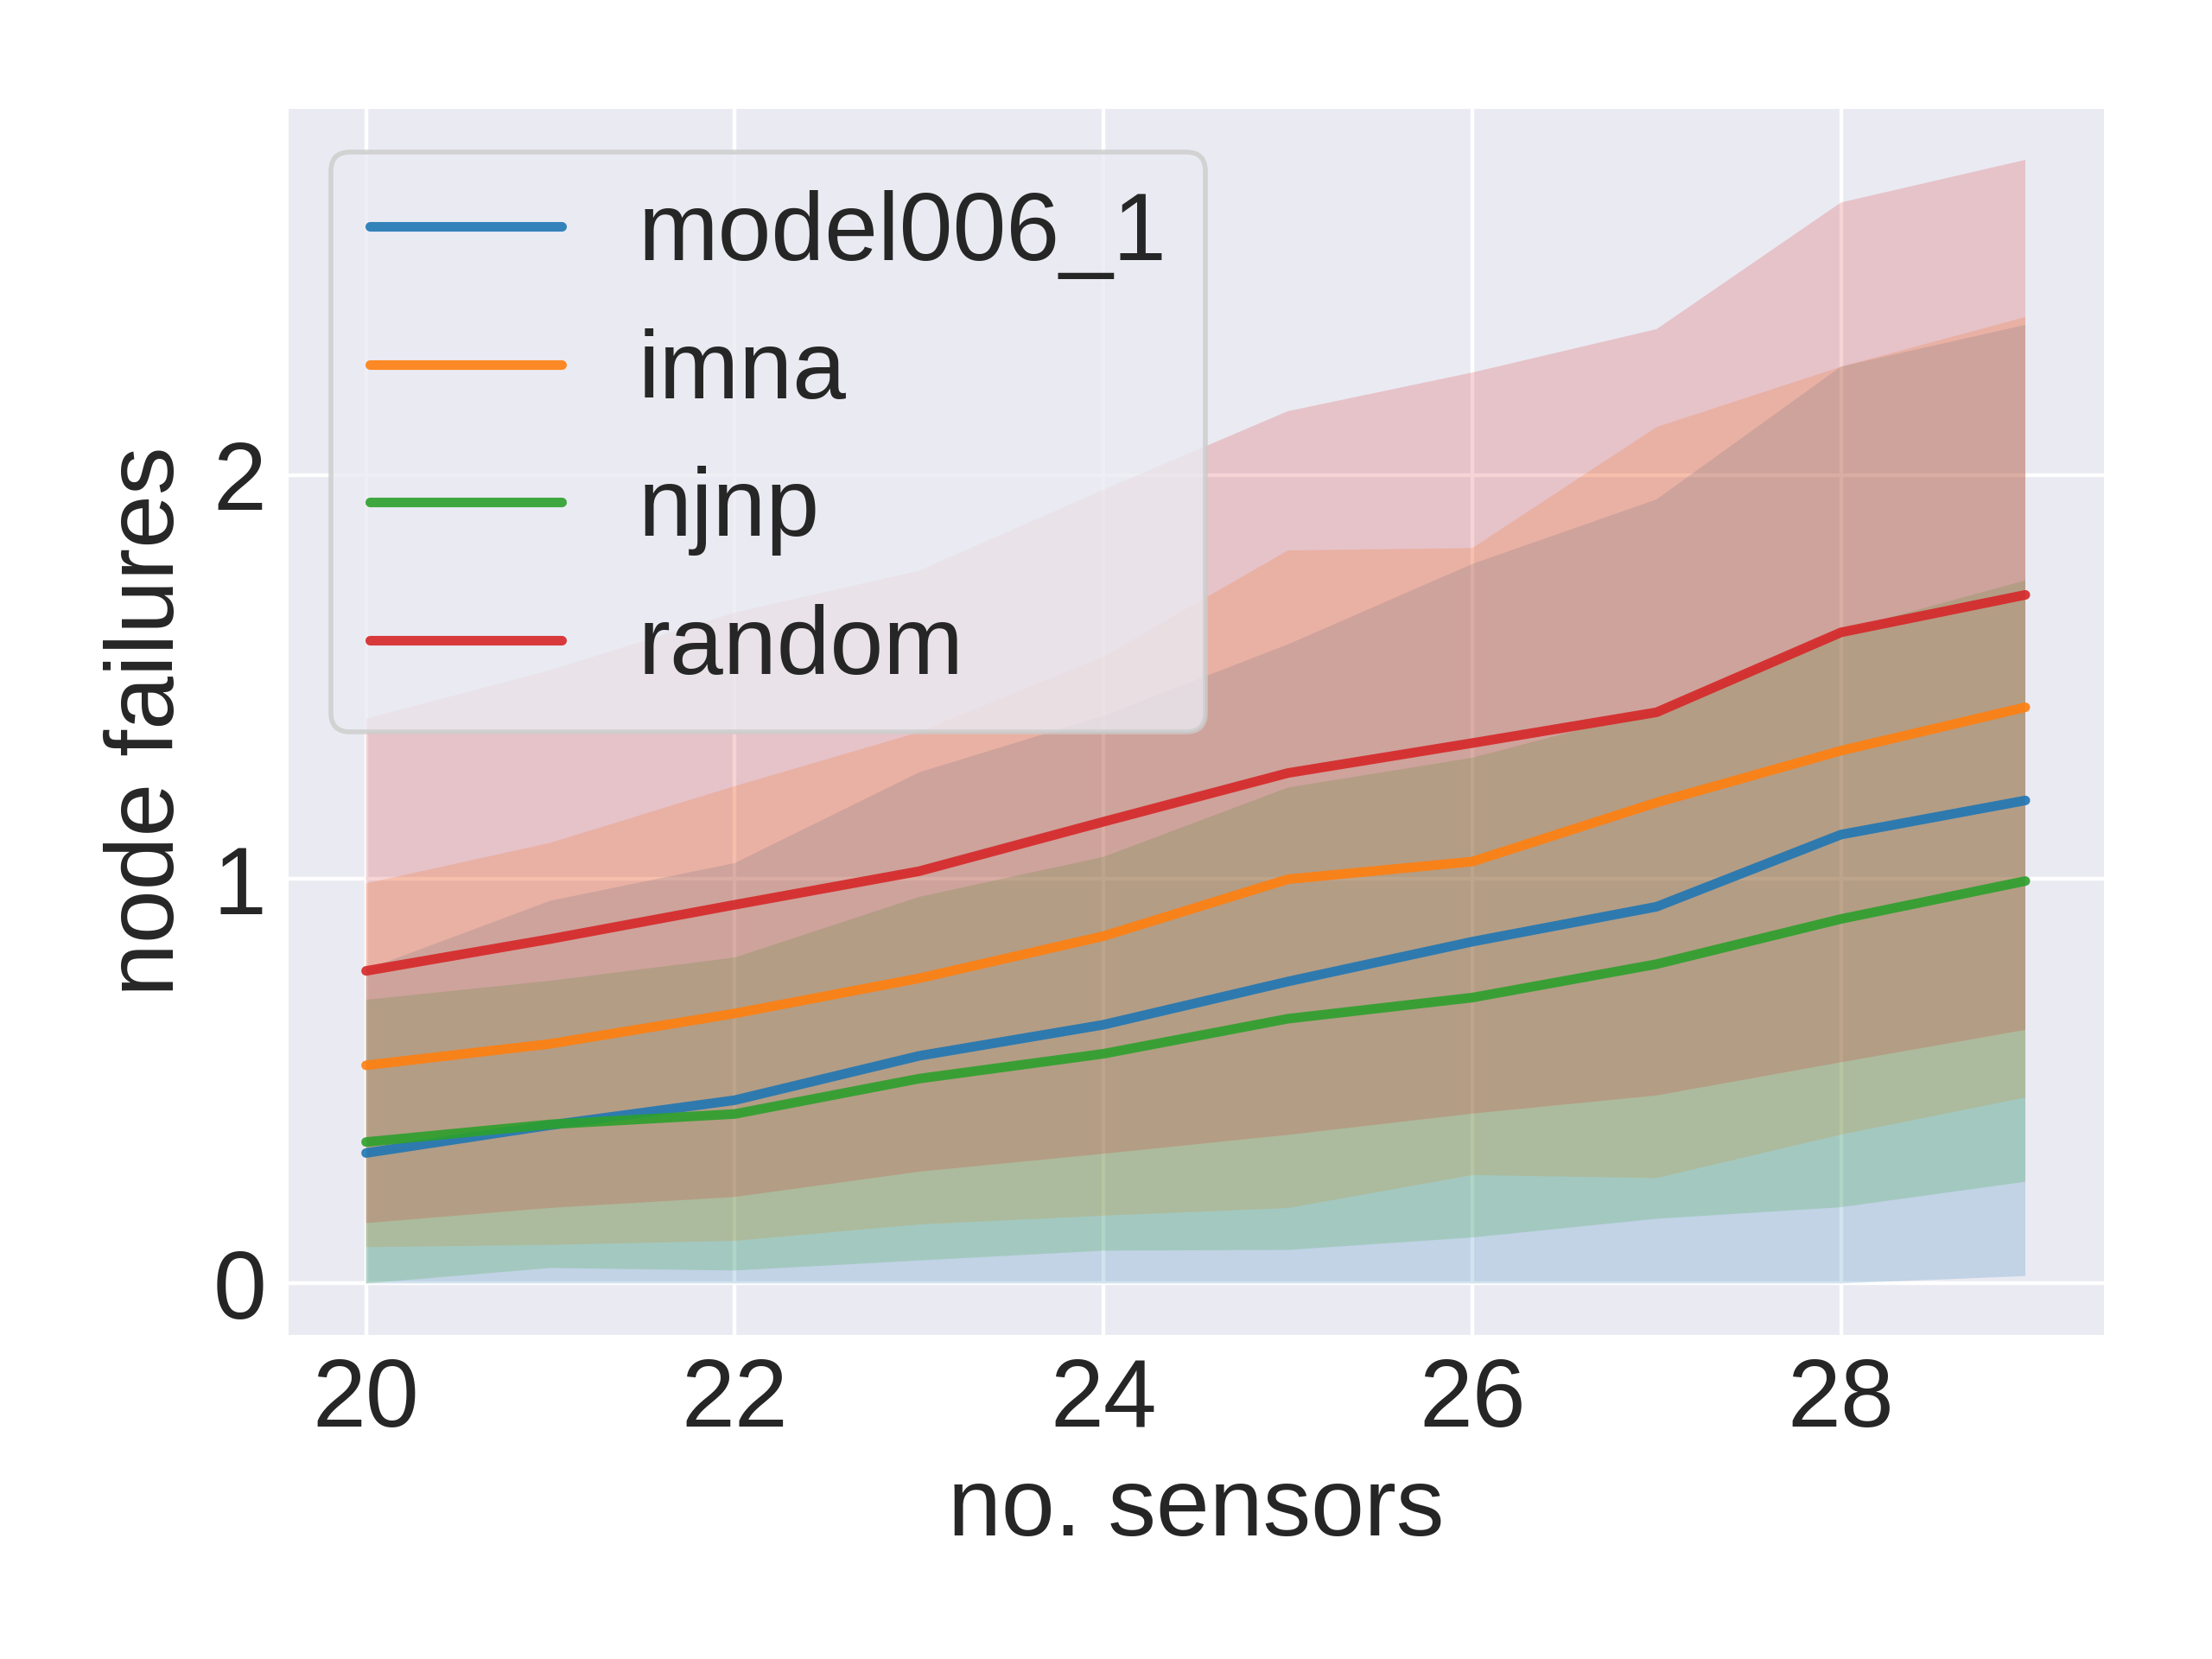 model006_1
imna
njnp
random
node failures
2
1
0
20 22 24 26 28
no. sensors